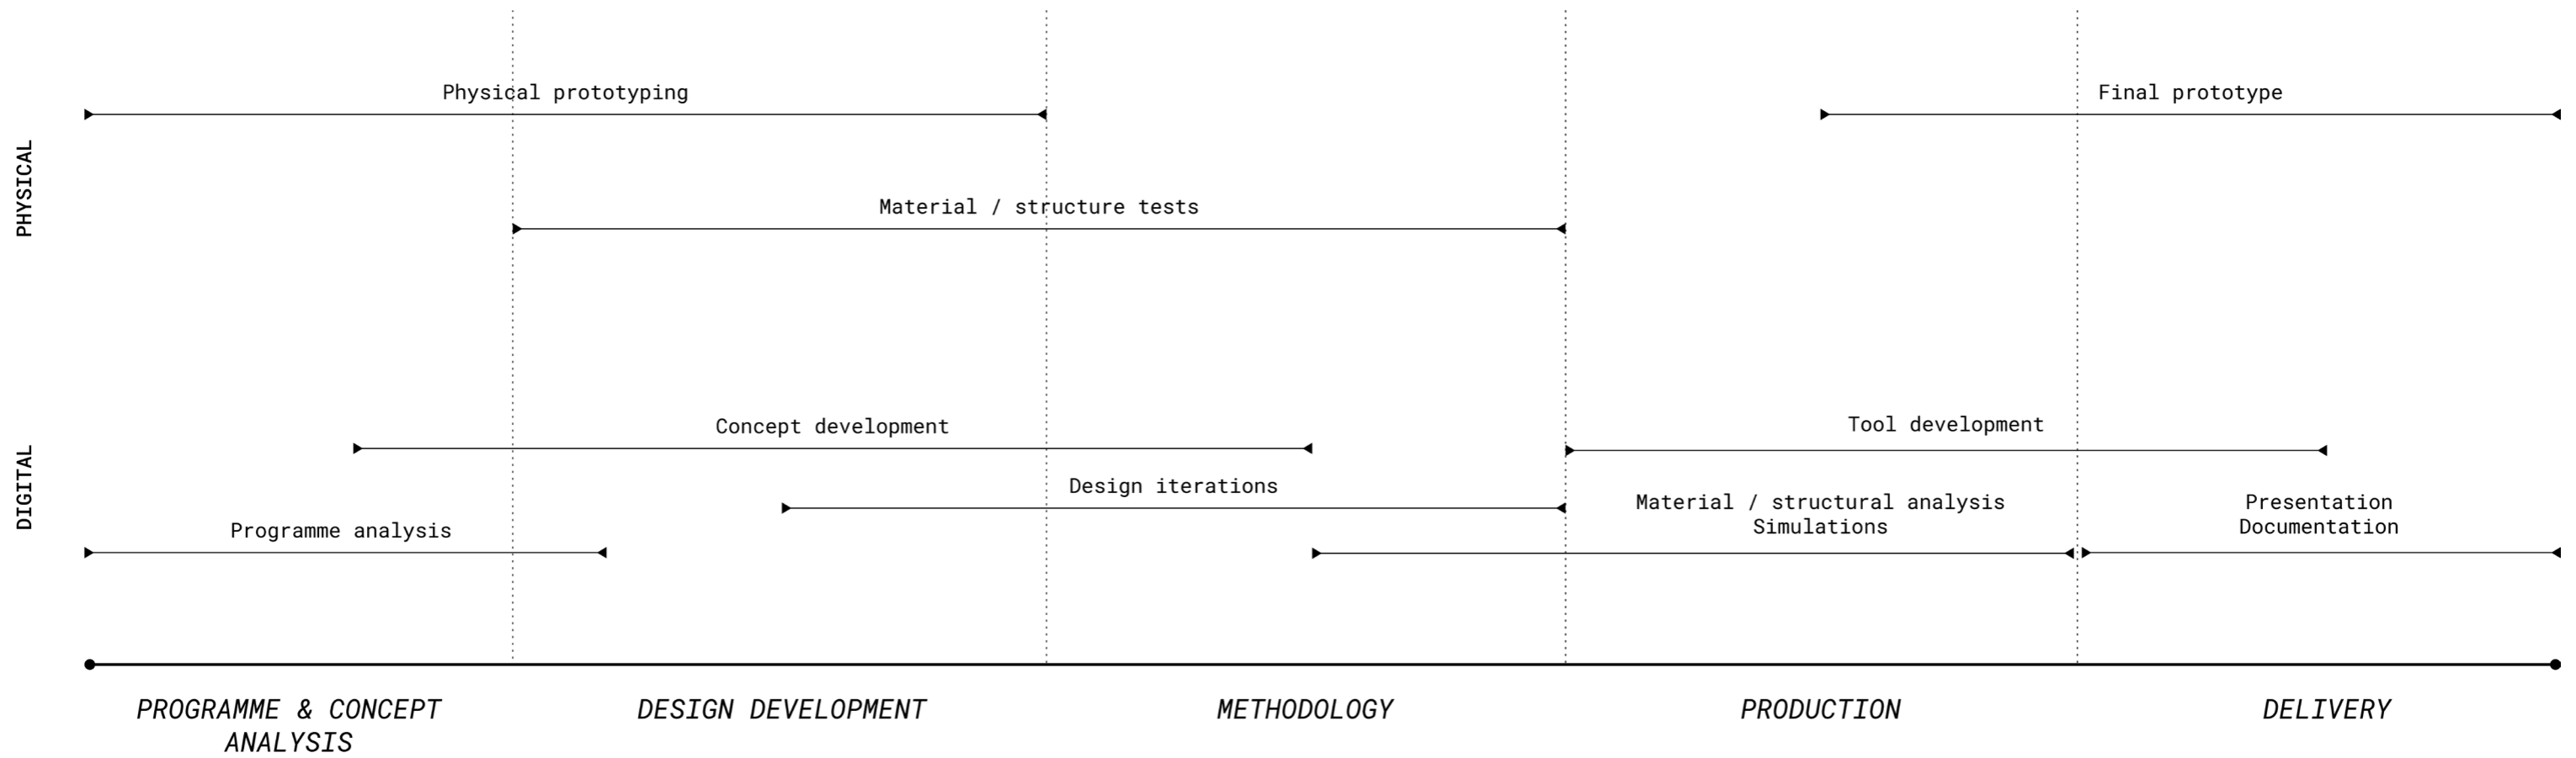 Physical prototyping
Final prototype
PHYSICAL
Material / structure tests
Concept development
Tool development
DIGITAL
Design iterations
Material / structural analysis
Simulations
Presentation
Documentation
Programme analysis
PROGRAMME & CONCEPT
ANALYSIS
DESIGN DEVELOPMENT
METHODOLOGY
PRODUCTION
DELIVERY